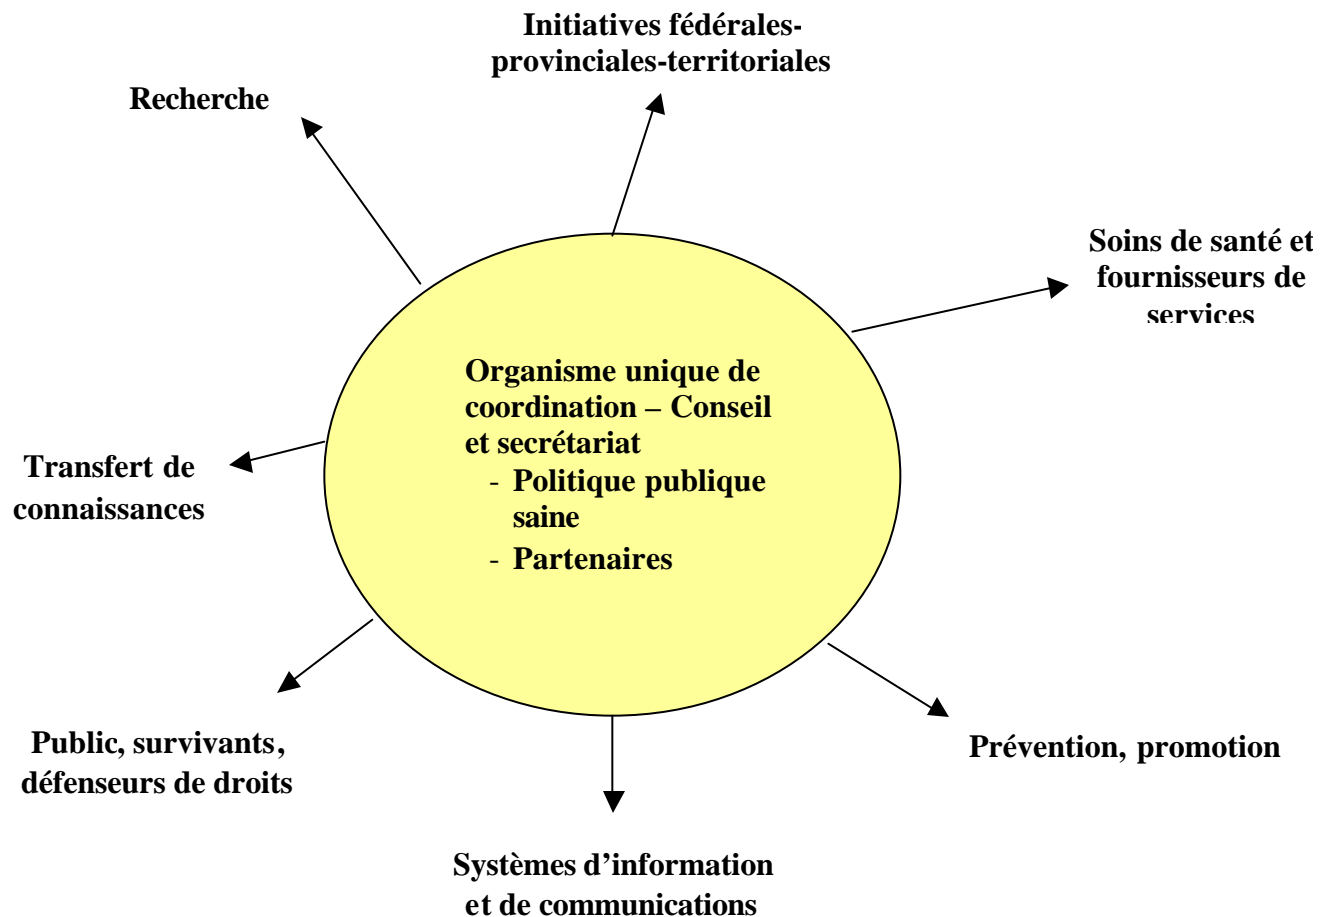 Initiatives fédérales-
provinciales-territoriales
Recherche
Soins de santé et
fournisseurs de
services
Organisme unique de
coordination – Conseil
et secrétariat
- Politique publique
saine
- Partenaires
Transfert de
connaissances
Public, survivants,
défenseurs de droits
Prévention, promotion
Systèmes d’information
et de communications